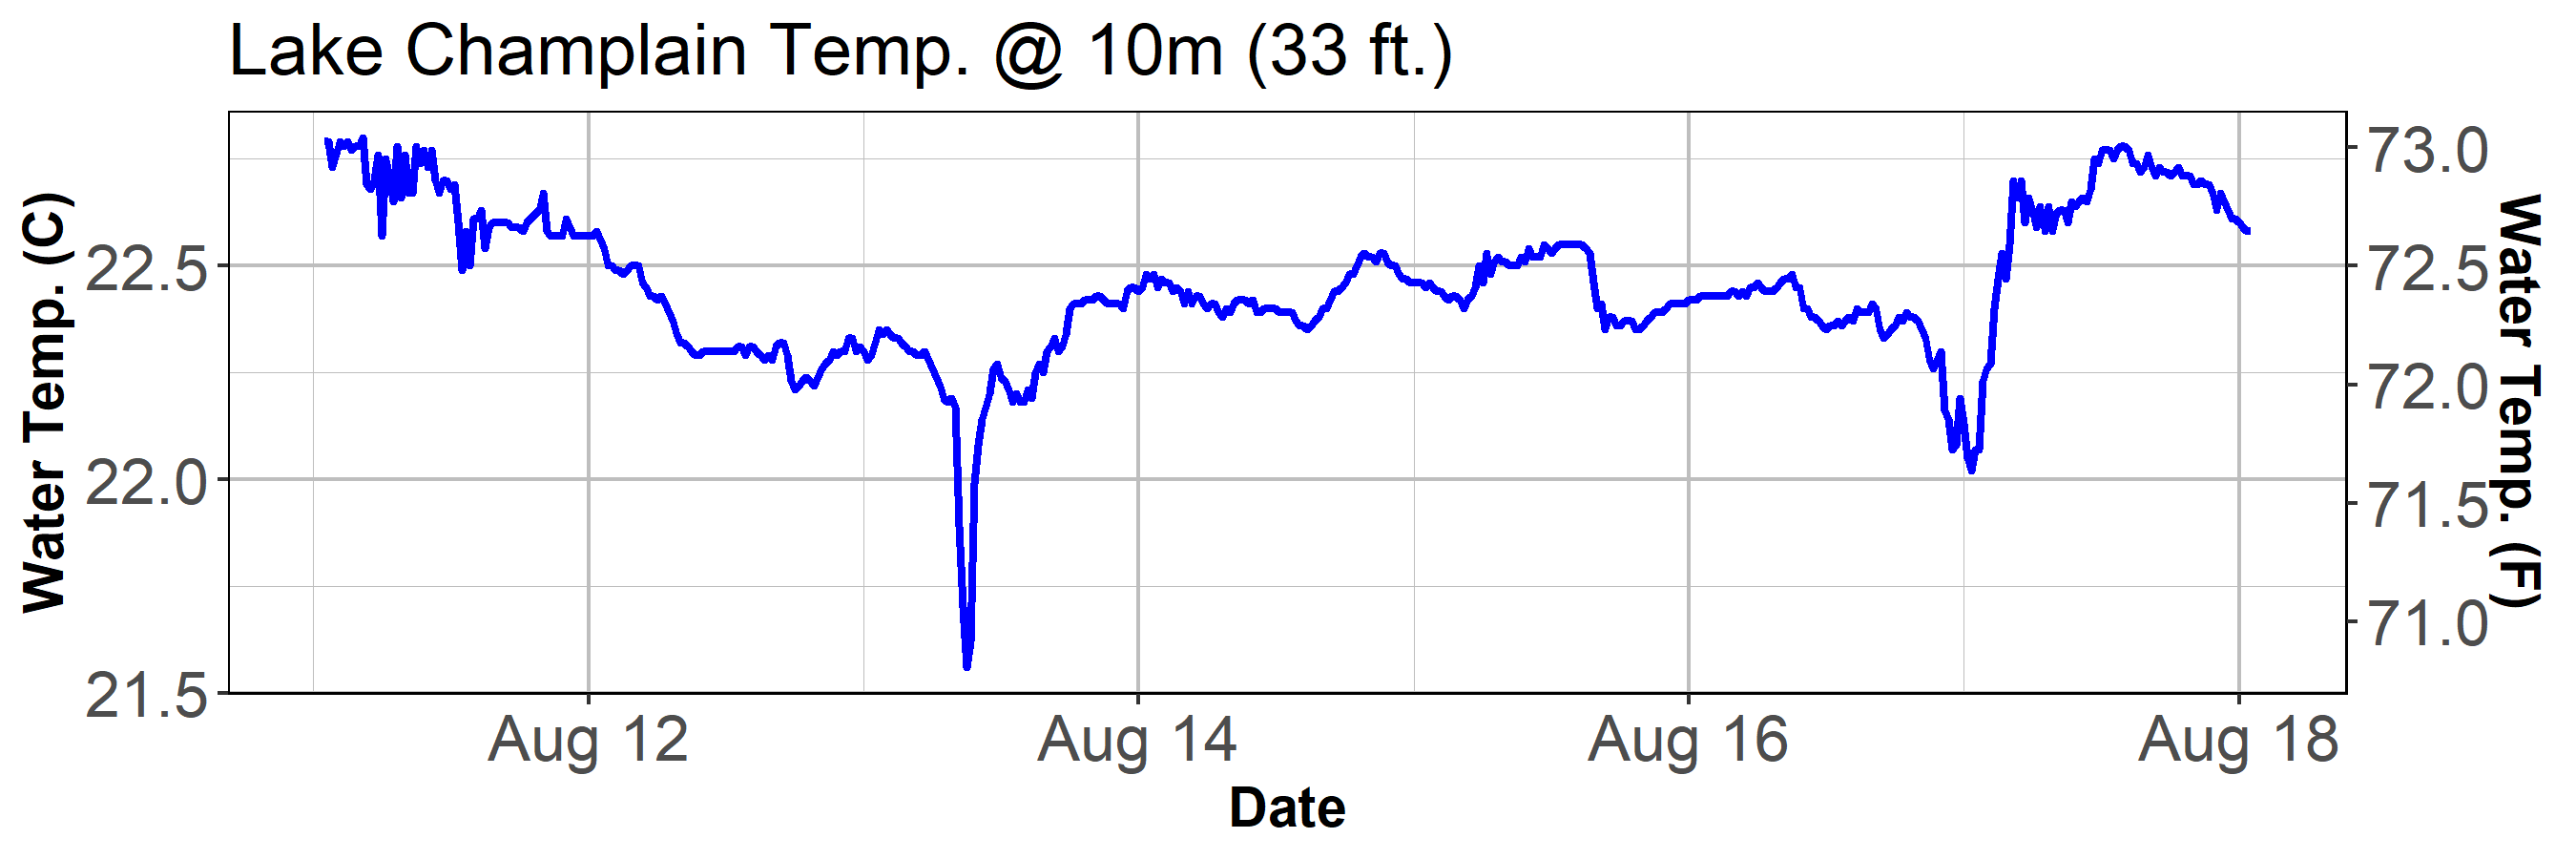 Lake Champlain Temp. @ 10m (33 ft.)
Water Temp. (C)
22.5
22.0
21.5
73.0
72.5
72.0
71.5
71.0
Water Temp. (F)
Aug 12
Aug 14
Aug 16
Aug 18
Date